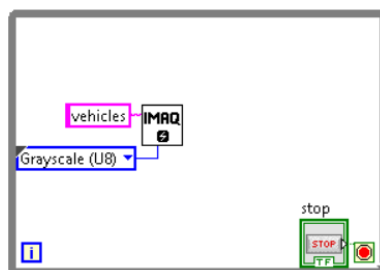 vehicles
IMAQ
Grayscale (U8)
stop
STOP
TF
i